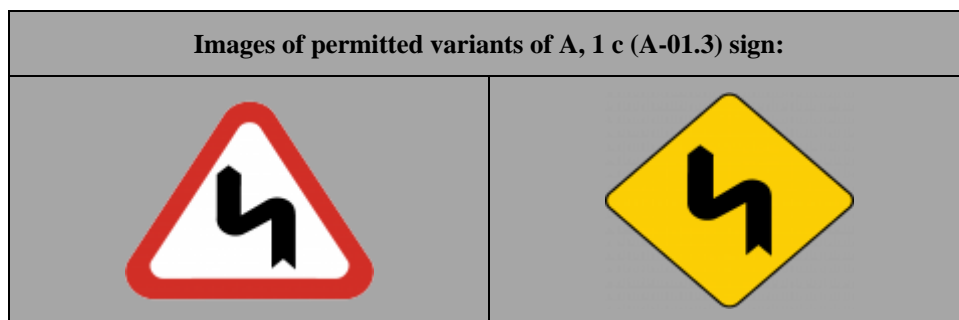 Images of permitted variants of A, 1 c (A-01.3) sign: